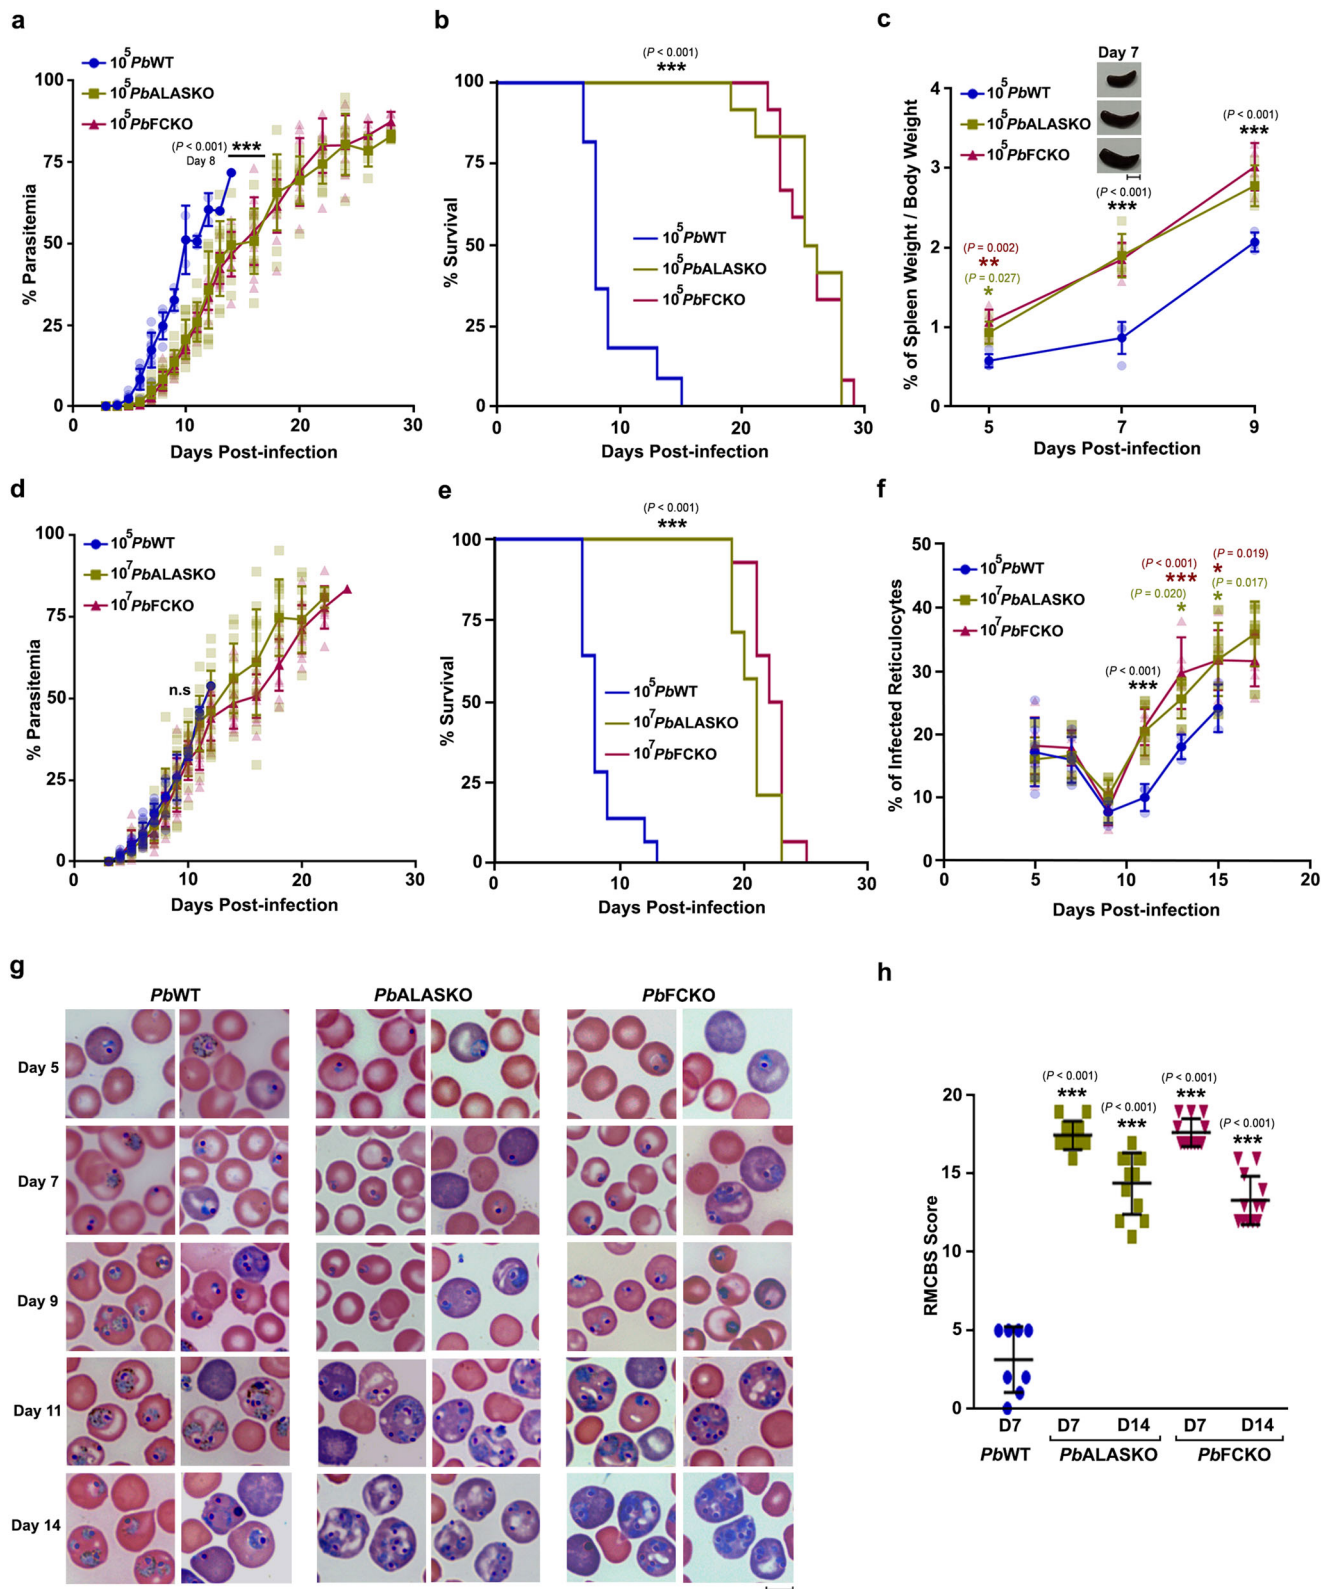 a
10⁵PbWT
10⁵PbALASKO
10⁵PbFCKO
(P < 0.001)
Day 8
***
% Parasitemia
100
75
50
25
0
0 10 20 30
Days Post-infection
b
(P < 0.001)
***
% Survival
100
75
50
25
0
10⁵PbWT
10⁵PbALASKO
10⁵PbFCKO
0 10 20 30
Days Post-infection
c
Day 7
10⁵PbWT
10⁵PbALASKO
10⁵PbFCKO
% of Spleen Weight / Body Weight
4
3
2
1
0
(P = 0.002)
**
(P = 0.027)
*
(P < 0.001)
***
(P < 0.001)
***
5 7 9
Days Post-infection
d
10⁵PbWT
10⁷PbALASKO
10⁷PbFCKO
n.s
% Parasitemia
100
75
50
25
0
0 10 20 30
Days Post-infection
e
(P < 0.001)
***
% Survival
100
75
50
25
0
10⁵PbWT
10⁷PbALASKO
10⁷PbFCKO
0 10 20 30
Days Post-infection
f
10⁵PbWT
10⁷PbALASKO
10⁷PbFCKO
% of Infected Reticulocytes
50
40
30
20
10
0
(P < 0.001)
***
(P < 0.001)
***
(P = 0.020)
*
(P = 0.019)
*
(P = 0.017)
*
0 5 10 15 20
Days Post-infection
g
PbWT PbALASKO PbFCKO
Day 5
Day 7
Day 9
Day 11
Day 14
h
RMCBS Score
20
15
10
5
0
(P < 0.001)
***
(P < 0.001)
***
(P < 0.001)
***
(P < 0.001)
***
D7 D7 D14 D7 D14
PbWT PbALASKO PbFCKO